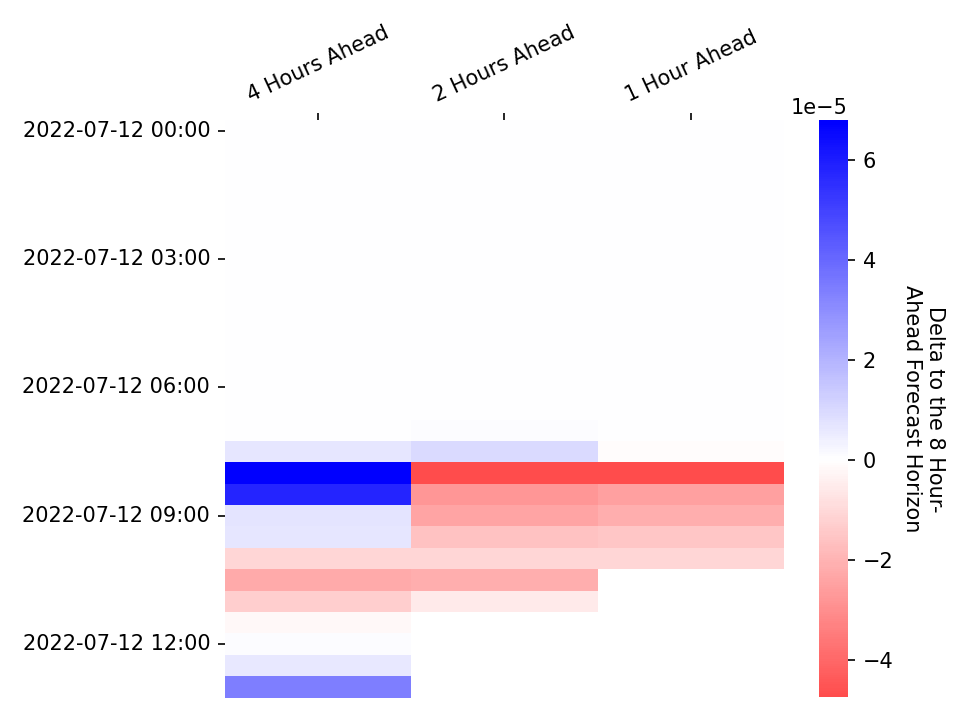 4 Hours Ahead
2 Hours Ahead
1 Hour Ahead
1e−5
2022-07-12 00:00
2022-07-12 03:00
2022-07-12 06:00
2022-07-12 09:00
2022-07-12 12:00
6
4
2
0
−2
−4
Delta to the 8 Hour-
Ahead Forecast Horizon